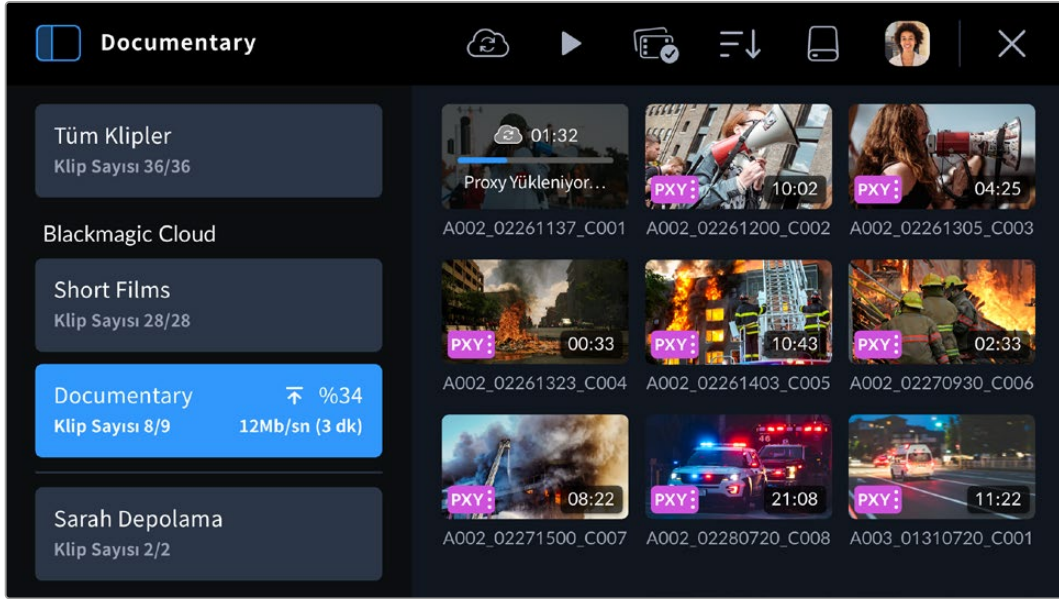 Documentary
Tüm Klipler
Klip Sayısı 36/36
Blackmagic Cloud
Short Films
Klip Sayısı 28/28
Documentary %34
Klip Sayısı 8/9 12Mb/sn (3 dk)
Sarah Depolama
Klip Sayısı 2/2
01:32
Proxy Yükleniyor...
A002_02261137_C001
PXY 10:02
A002_02261200_C002
PXY 04:25
A002_02261305_C003
PXY 00:33
A002_02261323_C004
PXY 10:43
A002_02261403_C005
PXY 02:33
A002_02270930_C006
PXY 08:22
A002_02271500_C007
46
PXY 21:08
A002_02280720_C008
PXY 11:22
A003_01310720_C001